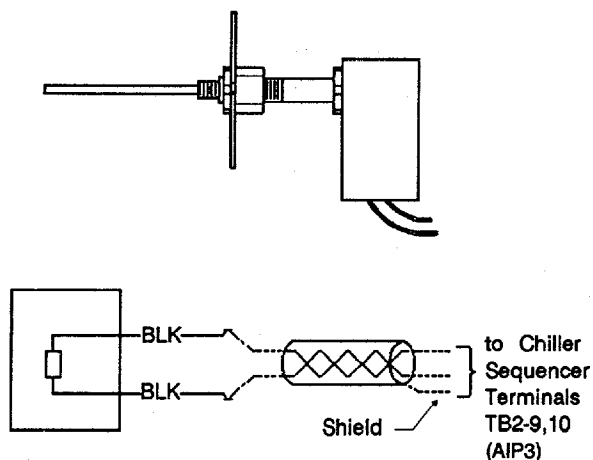 BLK
BLK
Shield
to Chiller
Sequencer
Terminals
TB2-9,10
(AIP3)